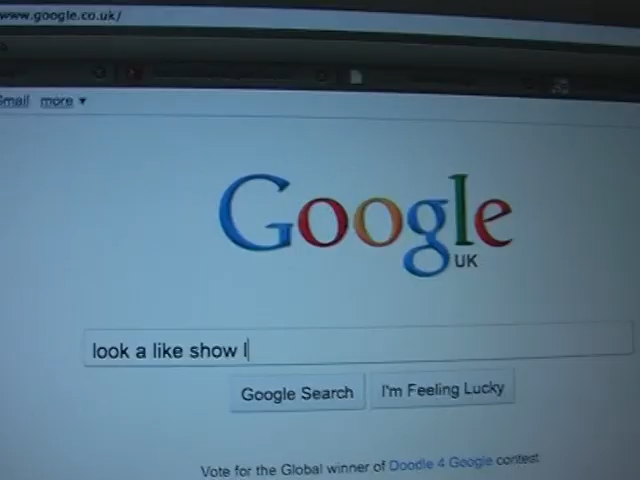 www.google.co.uk/
Gmail more ▼
Google
UK
look a like show l
Google Search I'm Feeling Lucky
Vote for the Global winner of Doodle 4 Google contest